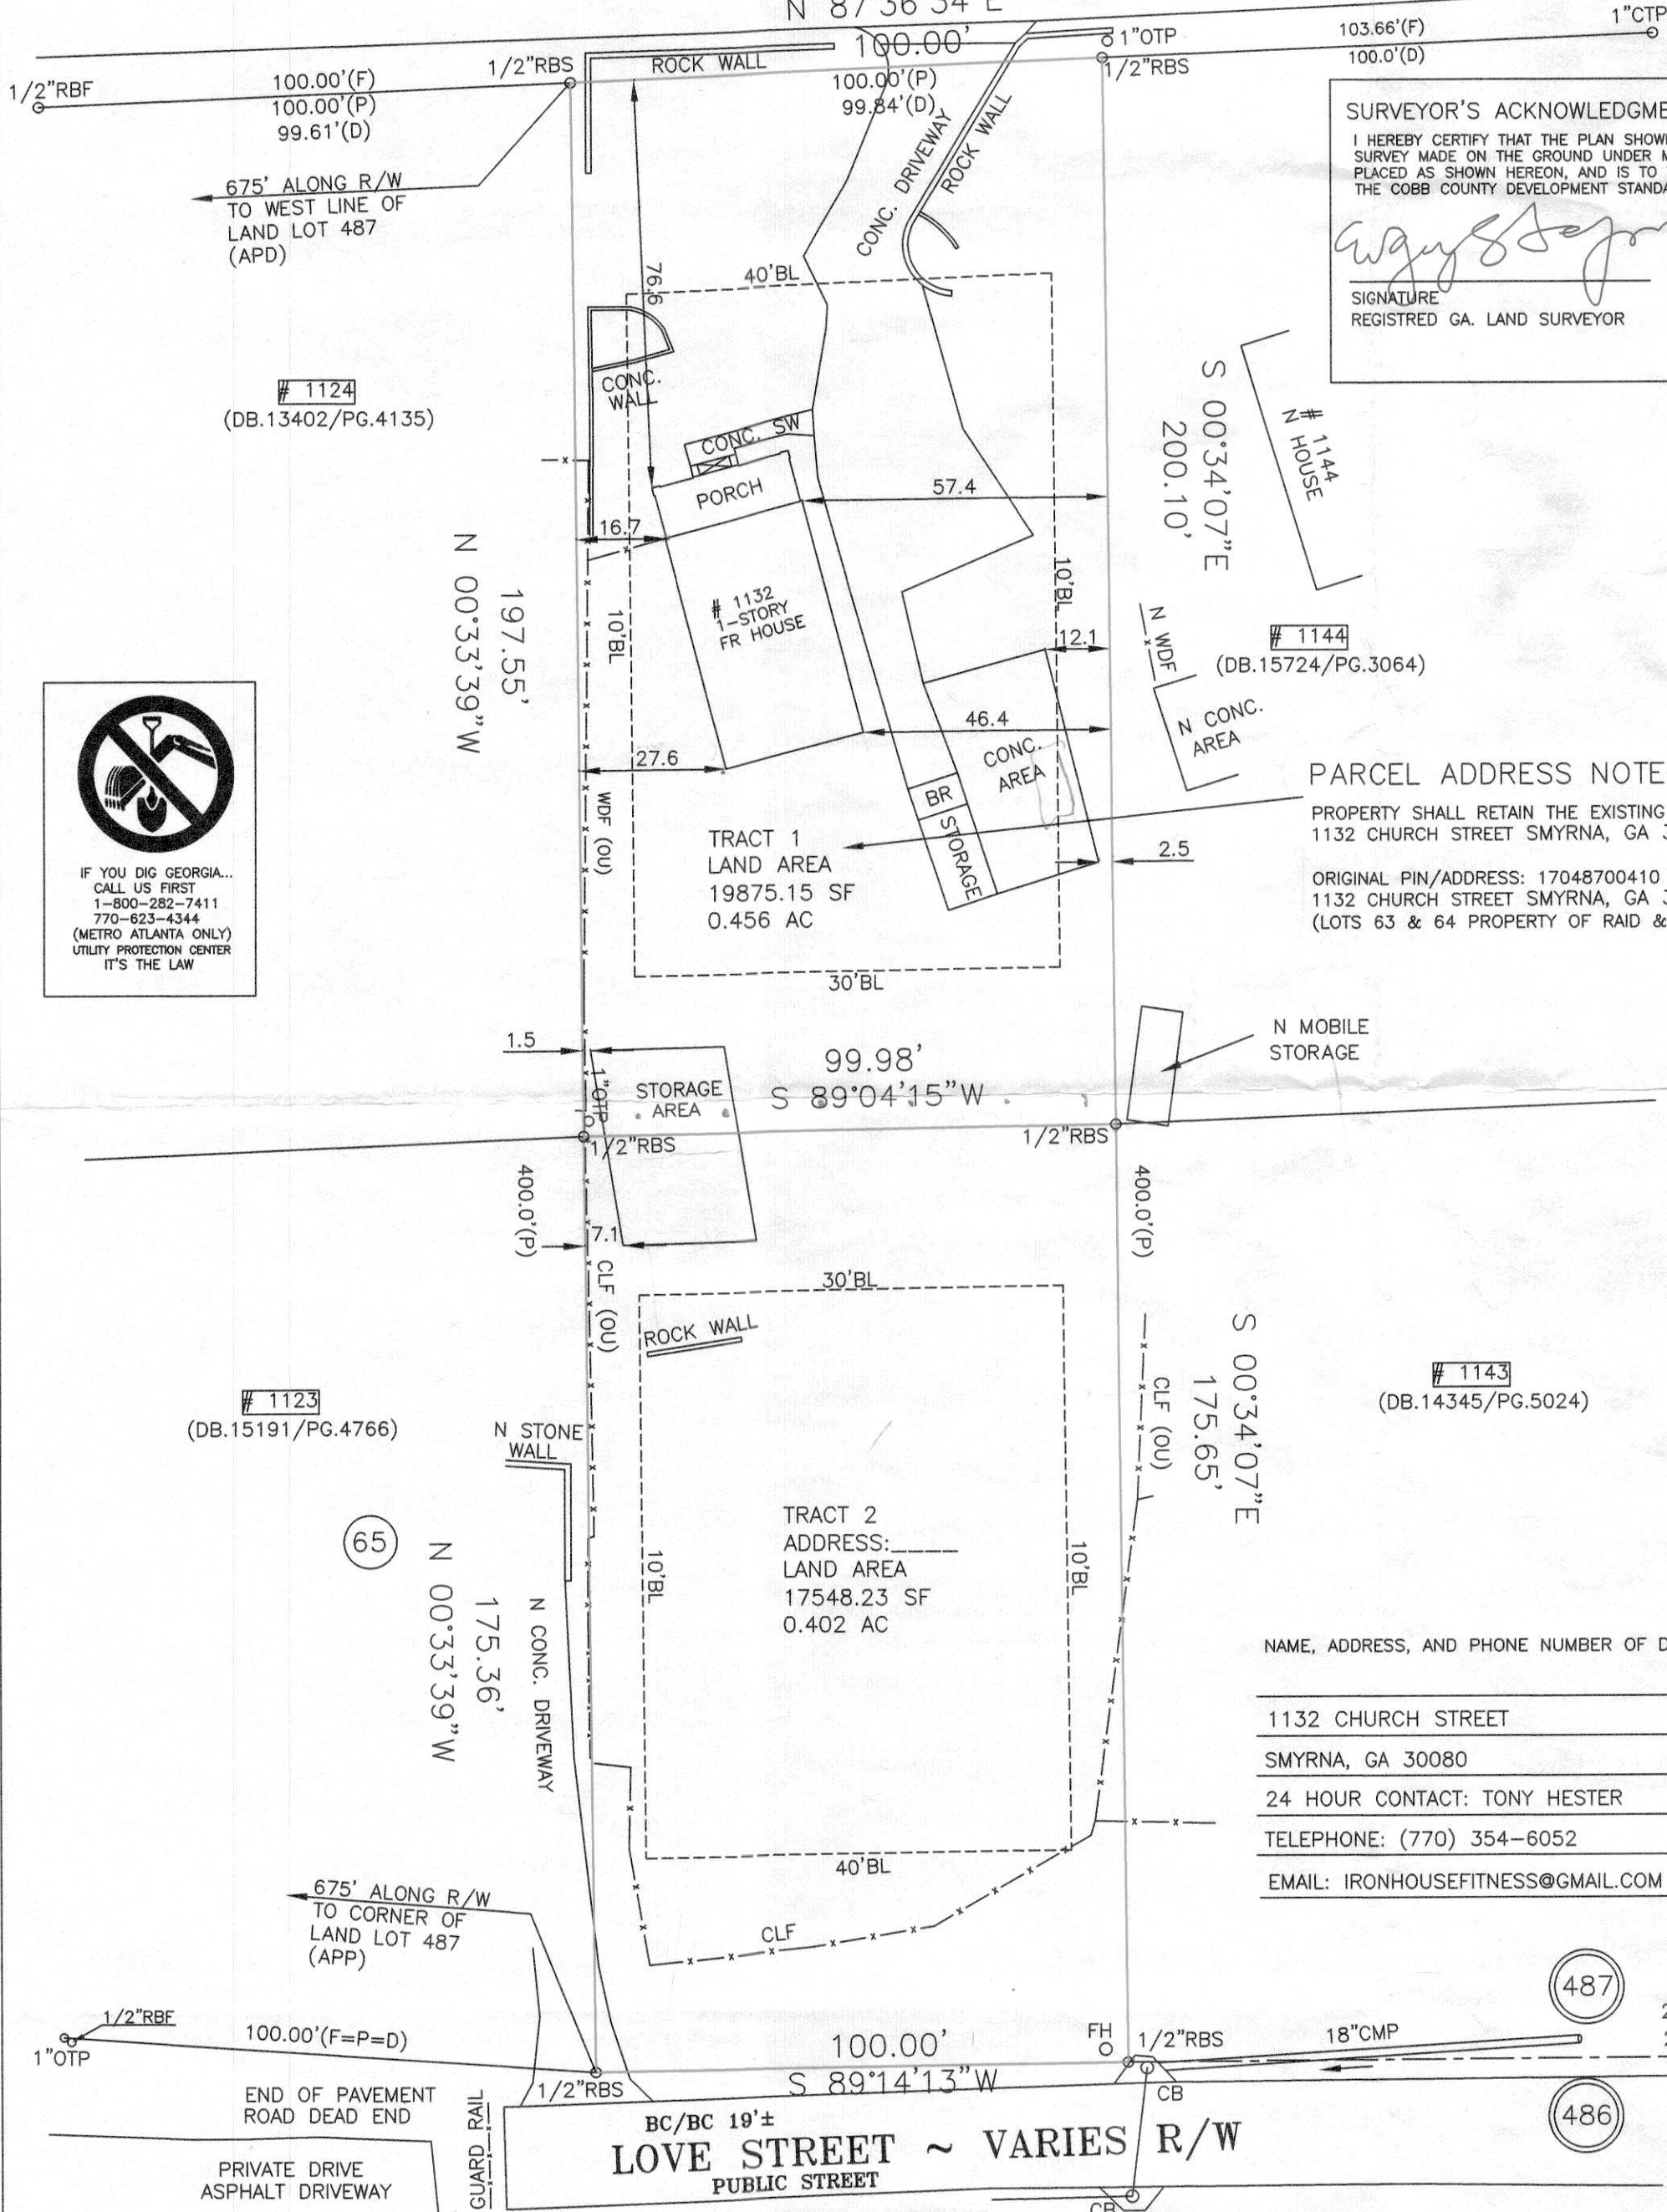 N 87°36'34"E
100.00'
100.00'(P)
99.84'(D)
1/2"RBF
100.00'(F)
100.00'(P)
99.61'(D)
1/2"RBS
ROCK WALL
1"OTP
1/2"RBS
103.66'(F)
100.0'(D)
1"CTP
675' ALONG R/W
TO WEST LINE OF
LAND LOT 487
(APD)
CONC. DRIVEWAY
ROCK WALL
SURVEYOR'S ACKNOWLEDGME
I HEREBY CERTIFY THAT THE PLAN SHOW
SURVEY MADE ON THE GROUND UNDER
PLACED AS SHOWN HEREON, AND IS TO
THE COBB COUNTY DEVELOPMENT STANDA
SIGNATURE
REGISTRED GA. LAND SURVEYOR
76.6
40'BL
# 1124
(DB.13402/PG.4135)
CONC.
WALL
CONC. SW
PORCH
57.4
16.7
S 00°34'07"E
200.10'
# 1144
N HOUSE
N 00°33'39"W
197.55'
10'BL
# 1132
1-STORY
FR HOUSE
10'BL
12.1
N WDF
# 1144
(DB.15724/PG.3064)
N CONC.
AREA
46.4
27.6
CONC.
AREA
BR
STORAGE
WDF (OU)
2.5
IF YOU DIG GEORGIA...
CALL US FIRST
1-800-282-7411
770-623-4344
(METRO ATLANTA ONLY)
UTILITY PROTECTION CENTER
IT'S THE LAW
TRACT 1
LAND AREA
19875.15 SF
0.456 AC
PARCEL ADDRESS NOTE
PROPERTY SHALL RETAIN THE EXISTING
1132 CHURCH STREET SMYRNA, GA
ORIGINAL PIN/ADDRESS: 17048700410
1132 CHURCH STREET SMYRNA, GA
(LOTS 63 & 64 PROPERTY OF RAID &
30'BL
1.5
1"OTP
STORAGE
AREA
99.98'
S 89°04'15"W
N MOBILE
STORAGE
1/2"RBS
1/2"RBS
400.0'(P)
400.0'(P)
7.1
CLF (OU)
30'BL
ROCK WALL
S 00°34'07"E
175.65'
CLF (OU)
# 1123
(DB.15191/PG.4766)
# 1143
(DB.14345/PG.5024)
N STONE
WALL
65
N 00°33'39"W
175.36'
N CONC. DRIVEWAY
10'BL
TRACT 2
ADDRESS:_____
LAND AREA
17548.23 SF
0.402 AC
10'BL
NAME, ADDRESS, AND PHONE NUMBER OF D
1132 CHURCH STREET
SMYRNA, GA 30080
24 HOUR CONTACT: TONY HESTER
TELEPHONE: (770) 354-6052
EMAIL: IRONHOUSEFITNESS@GMAIL.COM
40'BL
CLF
675' ALONG R/W
TO CORNER OF
LAND LOT 487
(APP)
487
1/2"RBF
1"OTP
100.00'(F=P=D)
1/2"RBS
100.00'
S 89°14'13"W
FH
1/2"RBS
18"CMP
CB
486
END OF PAVEMENT
ROAD DEAD END
GUARD RAIL
PRIVATE DRIVE
ASPHALT DRIVEWAY
BC/BC 19'±
LOVE STREET ~ VARIES R/W
PUBLIC STREET
CB